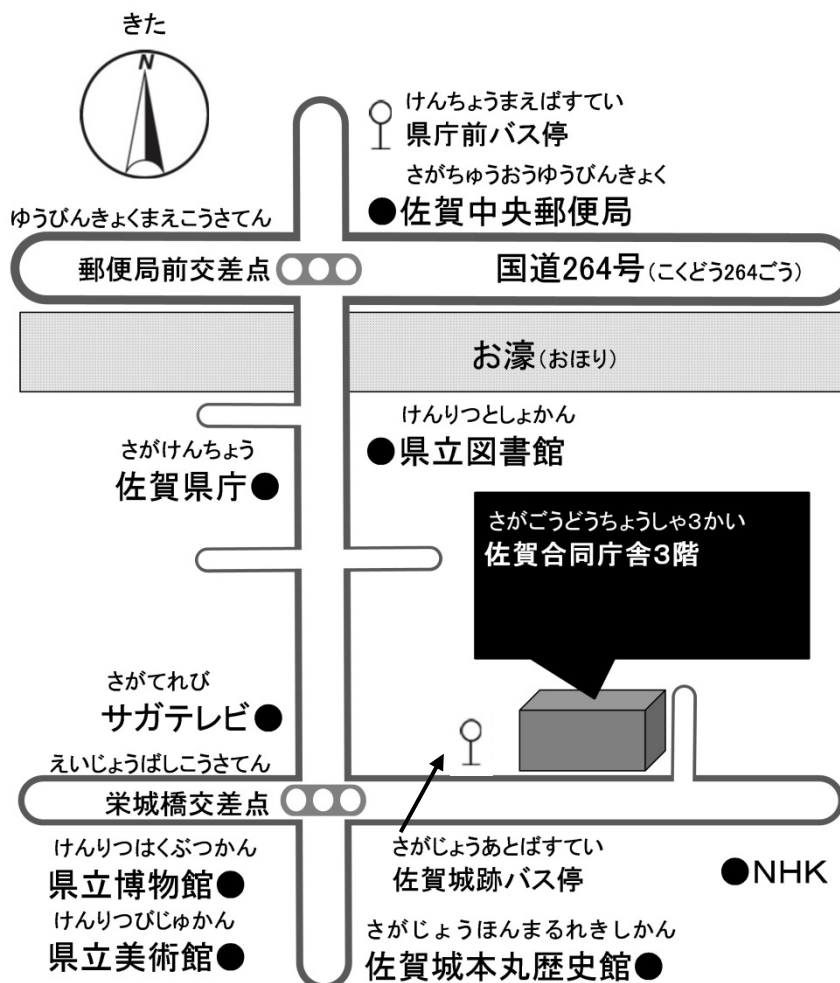 きた
N
けんちょうまえばすてい
県庁前バス停
さがちゅうおうゆうびんきょく
●佐賀中央郵便局
ゆうびんきょくまえこうさてん
郵便局前交差点
国道264号(こくどう264ごう)
お濠(おほり)
けんりつとしょかん
●県立図書館
さがけんちょう
佐賀県庁●
さがごうどうちょうしゃ3かい
佐賀合同庁舎3階
さがてれび
サガテレビ●
えいじょうばしこうさてん
栄城橋交差点
さがじょうあとばすてい
佐賀城跡バス停
●NHK
けんりつはくぶつかん
県立博物館●
けんりつびじゅかん
県立美術館●
さがじょうほんまるれきしかん
佐賀城本丸歴史館●